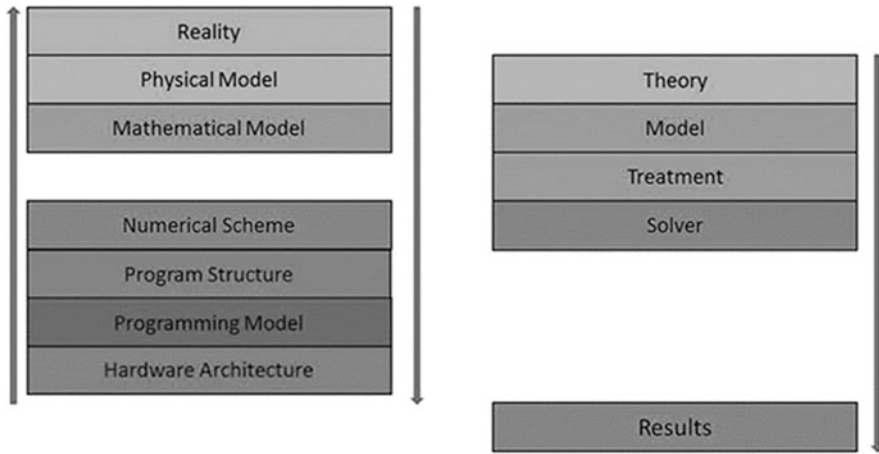 Reality
Physical Model
Mathematical Model
Numerical Scheme
Program Structure
Programming Model
Hardware Architecture
Theory
Model
Treatment
Solver
Results